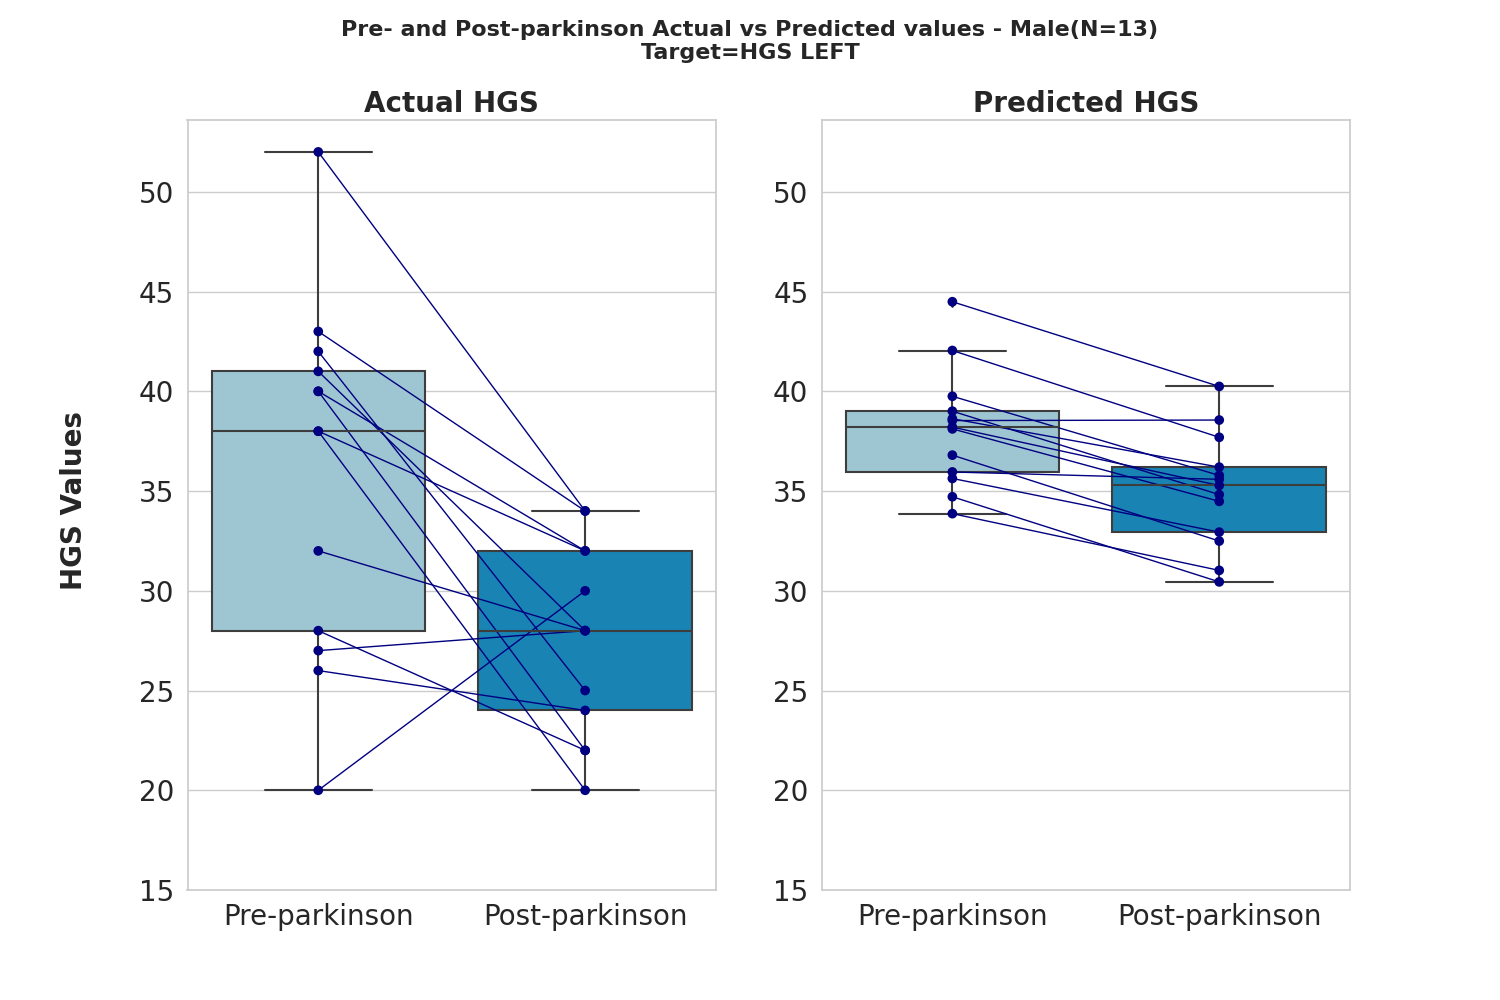 Pre- and Post-parkinson Actual vs Predicted values - Male(N=13)
Target=HGS LEFT
Actual HGS
Predicted HGS
HGS Values
50
45
40
35
30
25
20
15
50
45
40
35
30
25
20
15
Pre-parkinson
Post-parkinson
Pre-parkinson
Post-parkinson